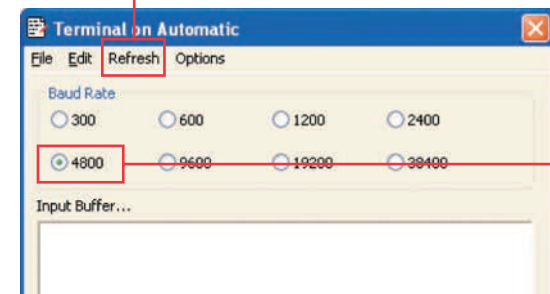 Terminal on Automatic
File Edit Refresh Options
Baud Rate
300 600 1200 2400
4800 9600 19200 38400
Input Buffer...